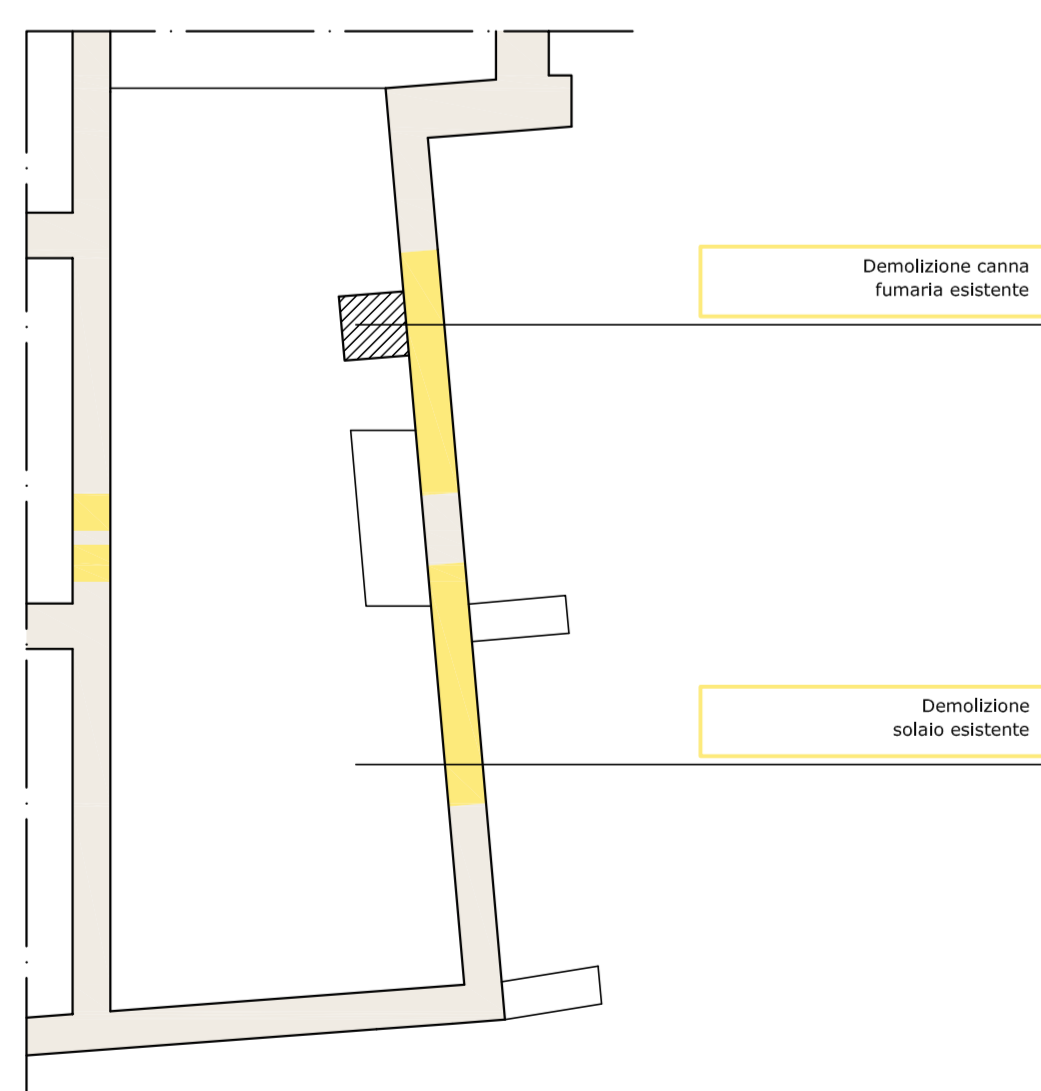 Demolizione canna
fumaria esistente
Demolizione
solaio esistente